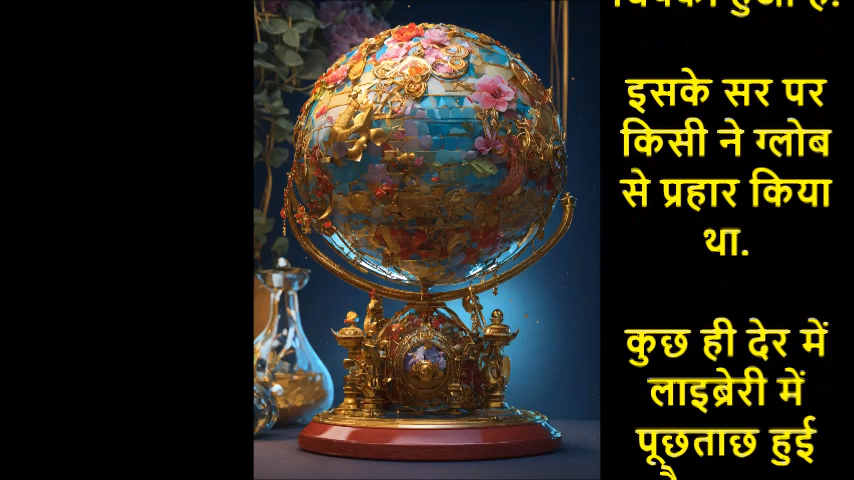 हुआ है.
इसके सर पर
किसी ने ग्लोब
से प्रहार किया
था.
कुछ ही देर में
लाइब्रेरी में
पूछताछ हुई